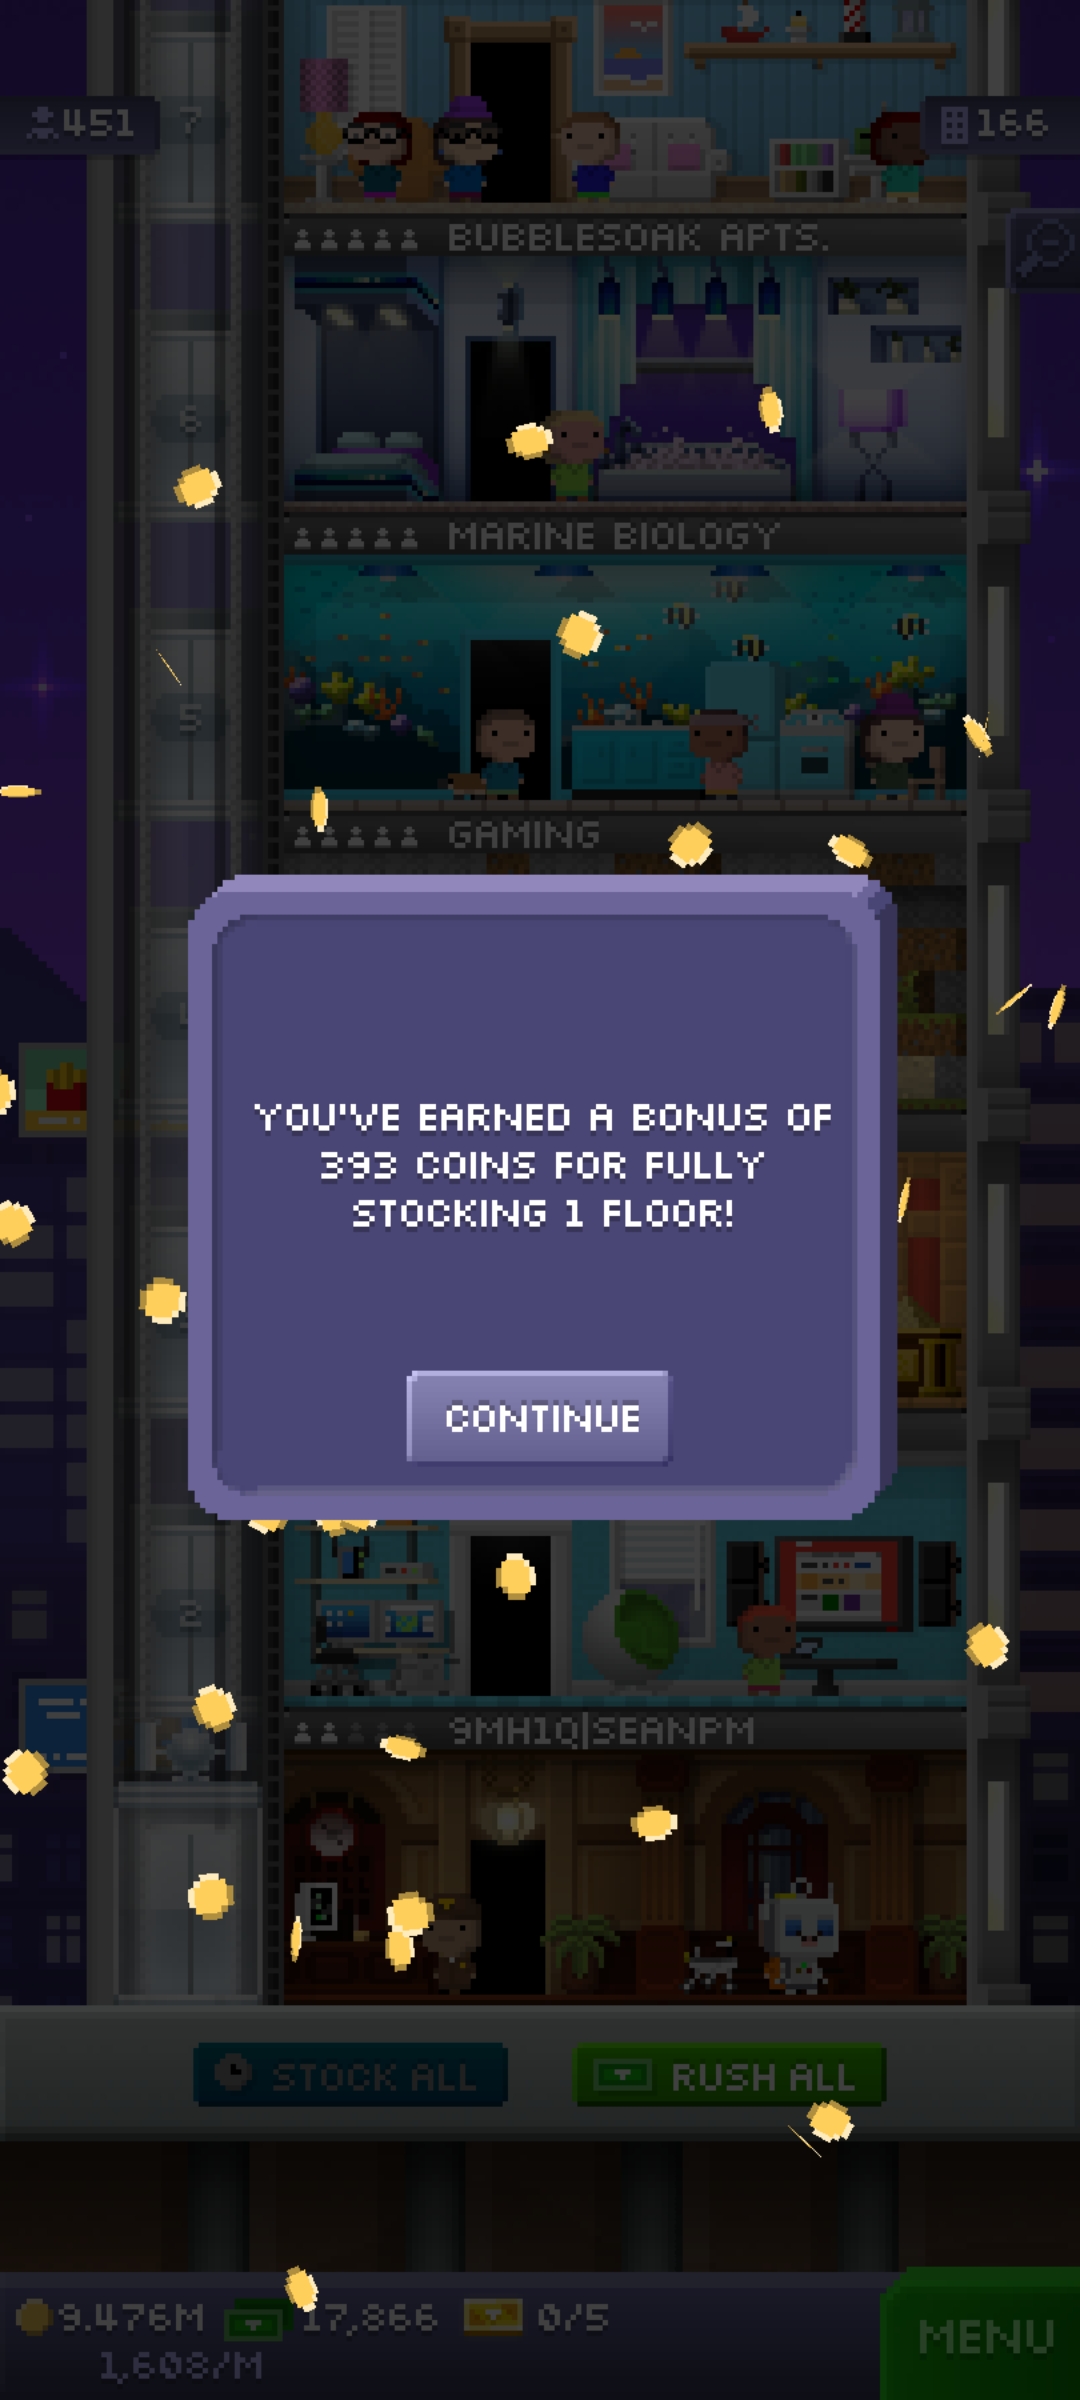 451
7
166
BUBBLESOAK APTS.
6
MARINE BIOLOGY
5
GAMING
YOU'VE EARNED A BONUS OF
393 COINS FOR FULLY
STOCKING 1 FLOOR!
CONTINUE
2
9MH1Q|SEANPM
STOCK ALL
RUSH ALL
9.476M
17,866
0/5
1,608/M
MENU